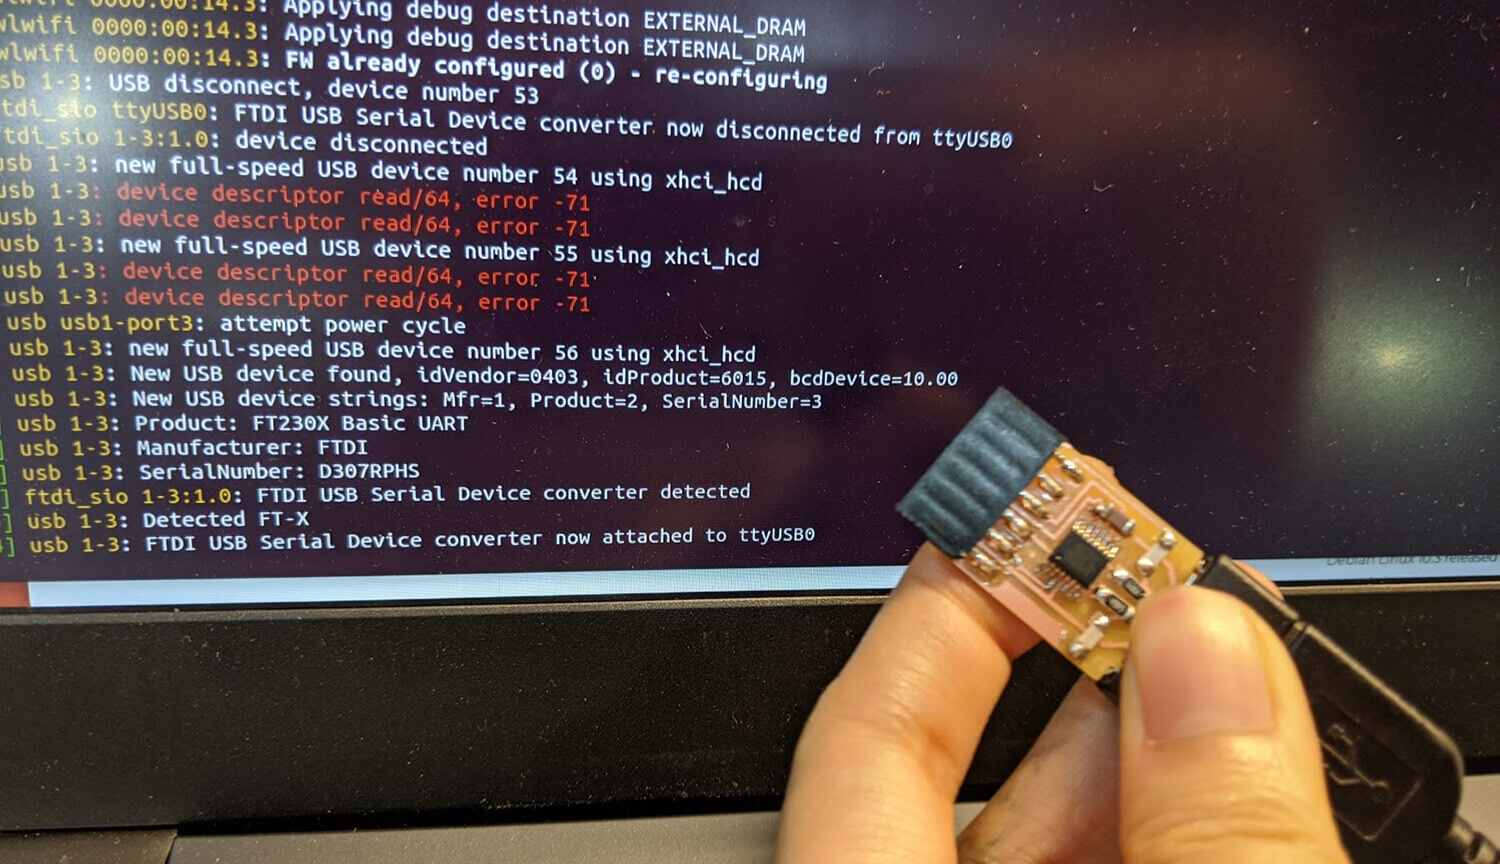 0000:00:14.3: Applying debug destination EXTERNAL_DRAM
wlwifi 0000:00:14.3: Applying debug destination EXTERNAL_DRAM
wlwifi 0000:00:14.3: FW already configured (0) - re-configuring
sb 1-3: USB disconnect, device number 53
tdi_sio ttyUSB0: FTDI USB Serial Device converter now disconnected from ttyUSB0
ftdi_sio 1-3:1.0: device disconnected
usb 1-3: new full-speed USB device number 54 using xhci_hcd
usb 1-3: device descriptor read/64, error -71
usb 1-3: device descriptor read/64, error -71
usb 1-3: new full-speed USB device number 55 using xhci_hcd
usb 1-3: device descriptor read/64, error -71
usb 1-3: device descriptor read/64, error -71
usb usb1-port3: attempt power cycle
usb 1-3: new full-speed USB device number 56 using xhci_hcd
usb 1-3: New USB device found, idVendor=0403, idProduct=6015, bcdDevice=10.00
usb 1-3: New USB device strings: Mfr=1, Product=2, SerialNumber=3
usb 1-3: Product: FT230X Basic UART
] usb 1-3: Manufacturer: FTDI
] usb 1-3: SerialNumber: D307RPHS
] ftdi_sio 1-3:1.0: FTDI USB Serial Device converter detected
] usb 1-3: Detected FT-X
] usb 1-3: FTDI USB Serial Device converter now attached to ttyUSB0
Debian Linux 10.3 released